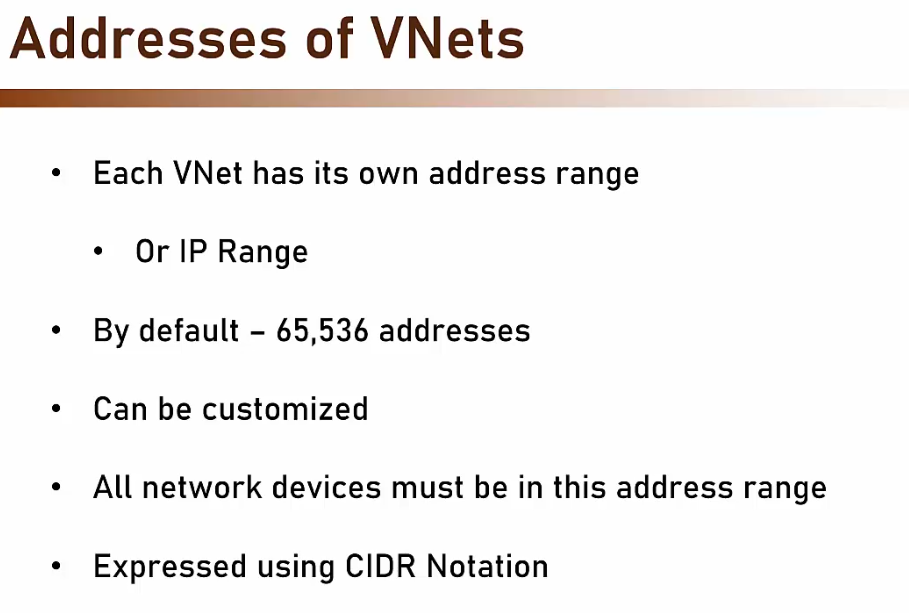 Addresses of VNets
• Each VNet has its own address range
• Or IP Range
• By default – 65,536 addresses
• Can be customized
• All network devices must be in this address range
• Expressed using CIDR Notation